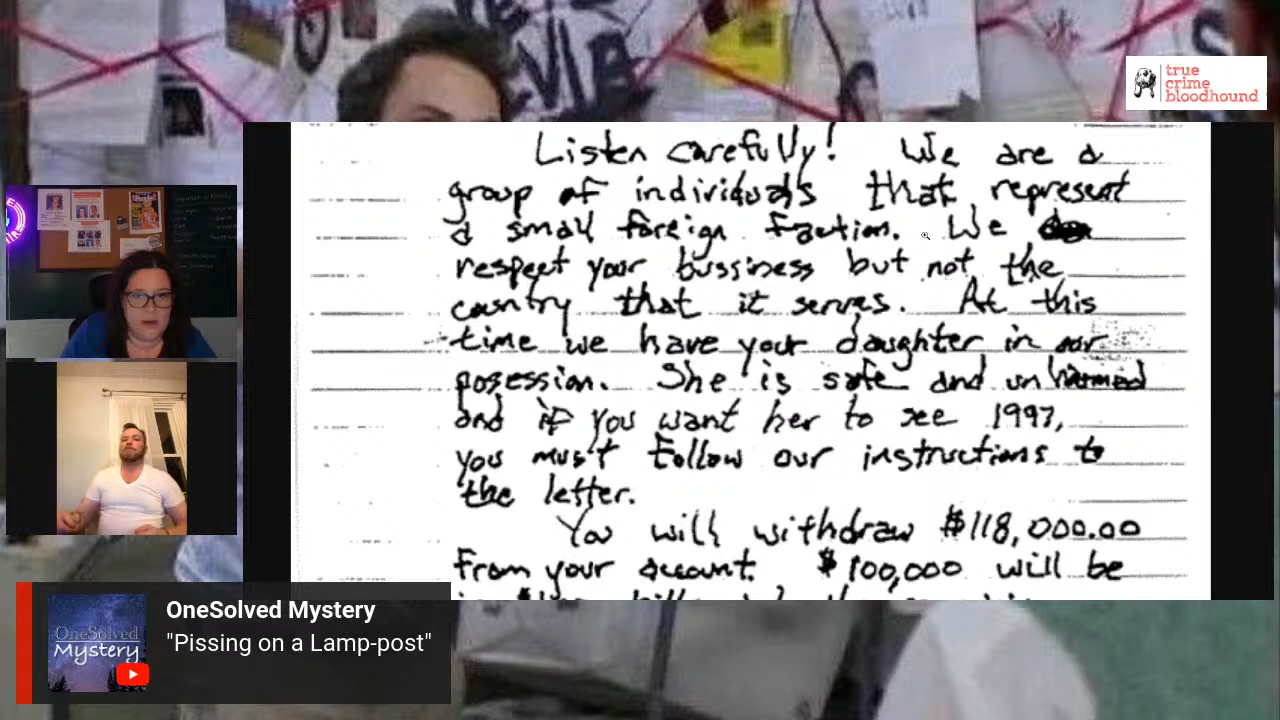 true
crime
bloodhound
Listen carefully! We are a
group of individuals that represent
a small foreign faction. We
respect your bussiness but not the
country that it serves. At this
time we have your daughter in our
posession. She is safe and unharmed
and if you want her to see 1997,
you must follow our instructions to
the letter.
You will withdraw $118,000.00
from your account. $100,000 will be
OneSolved
Mystery
OneSolved Mystery
"Pissing on a Lamp-post"